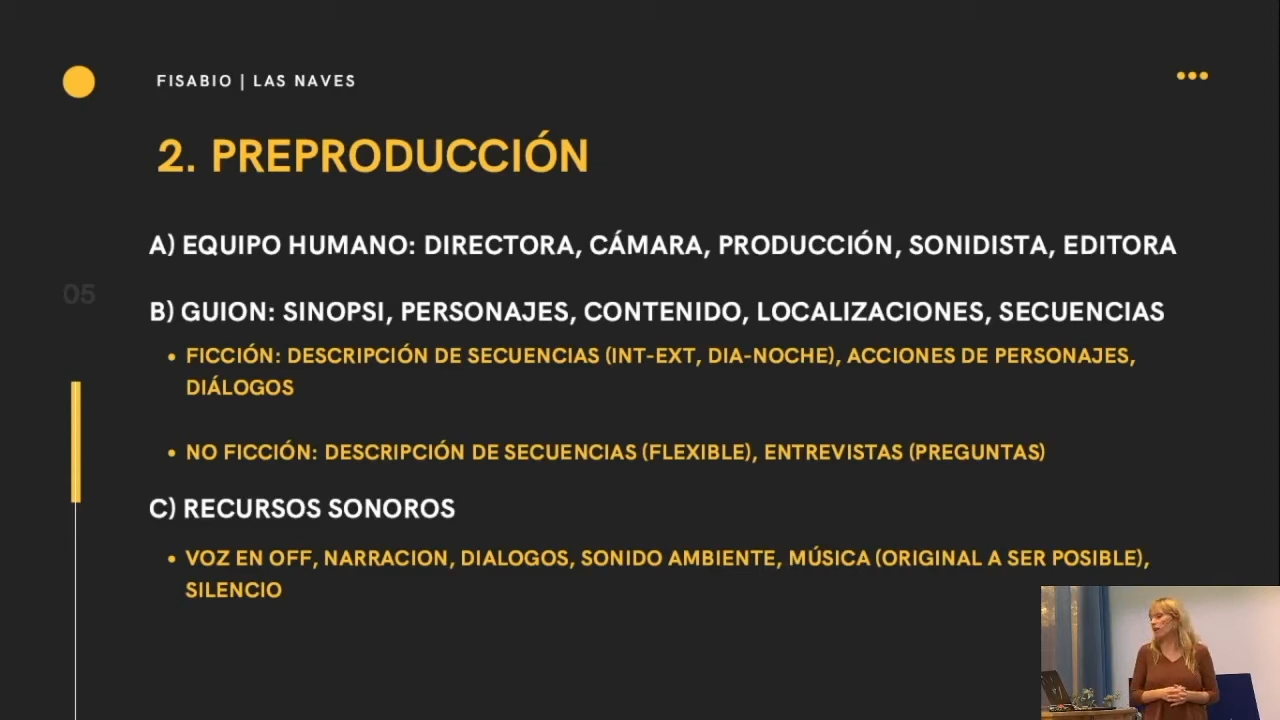 FISABIO | LAS NAVES
2. PREPRODUCCIÓN
A) EQUIPO HUMANO: DIRECTORA, CÁMARA, PRODUCCIÓN, SONIDISTA, EDITORA
05
B) GUION: SINOPSI, PERSONAJES, CONTENIDO, LOCALIZACIONES, SECUENCIAS
• FICCIÓN: DESCRIPCIÓN DE SECUENCIAS (INT-EXT, DIA-NOCHE), ACCIONES DE PERSONAJES,
DIÁLOGOS
• NO FICCIÓN: DESCRIPCIÓN DE SECUENCIAS (FLEXIBLE), ENTREVISTAS (PREGUNTAS)
C) RECURSOS SONOROS
• VOZ EN OFF, NARRACION, DIALOGOS, SONIDO AMBIENTE, MÚSICA (ORIGINAL A SER POSIBLE),
SILENCIO